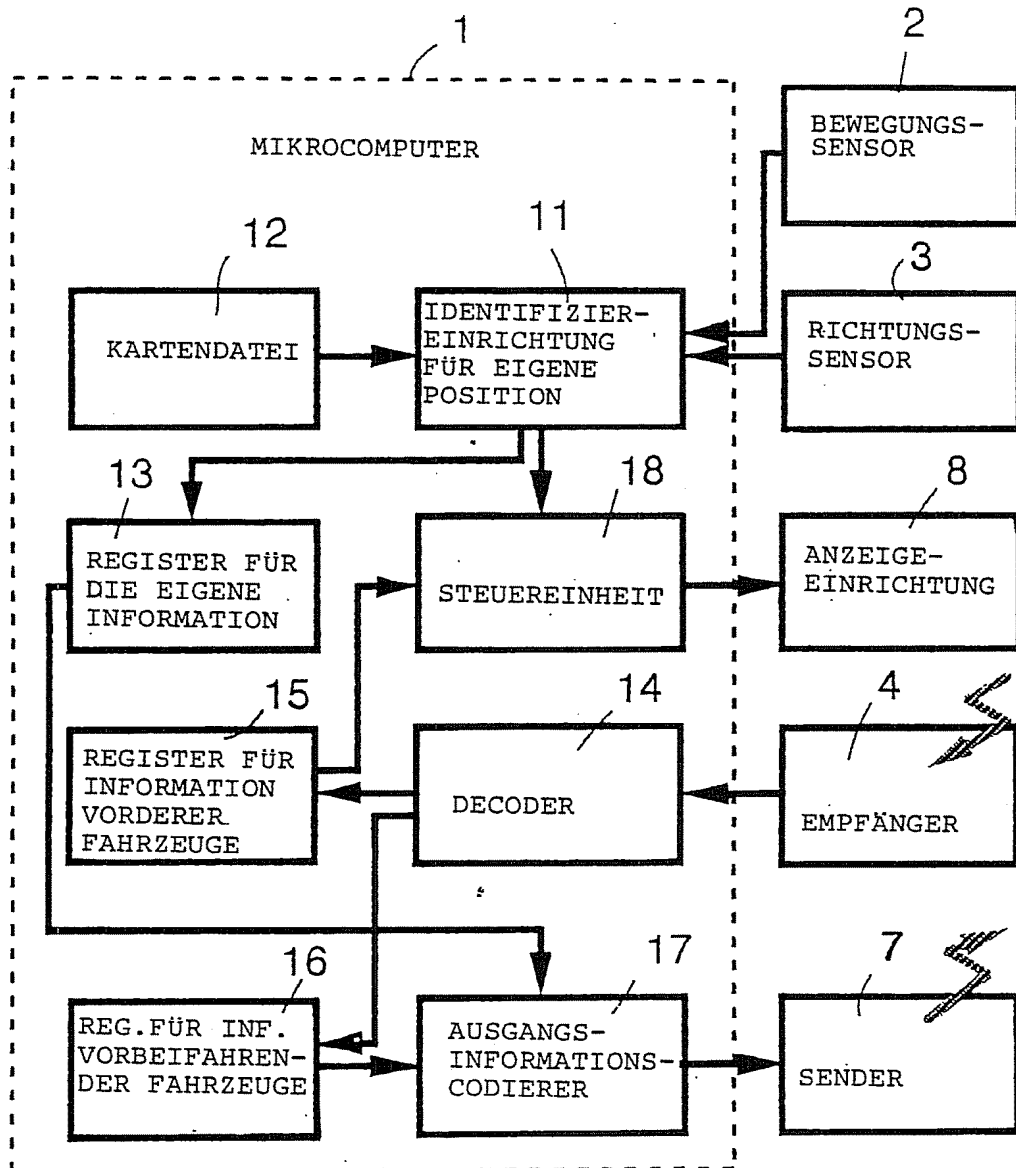 1
2
MIKROCOMPUTER
BEWEGUNGS-
SENSOR
12
11
3
KARTENDATEI
IDENTIFIZIER-
EINRICHTUNG
FÜR EIGENE
POSITION
RICHTUNGS-
SENSOR
13
18
8
REGISTER FÜR
DIE EIGENE
INFORMATION
STEUEREINHEIT
ANZEIGE-
EINRICHTUNG
15
14
4
REGISTER FÜR
INFORMATION
VORDERER
FAHRZEUGE
DECODER
EMPFÄNGER
16
17
7
REG.FÜR INF.
VORBEIFAHREN-
DER FAHRZEUGE
AUSGANGS-
INFORMATIONS-
CODIERER
SENDER